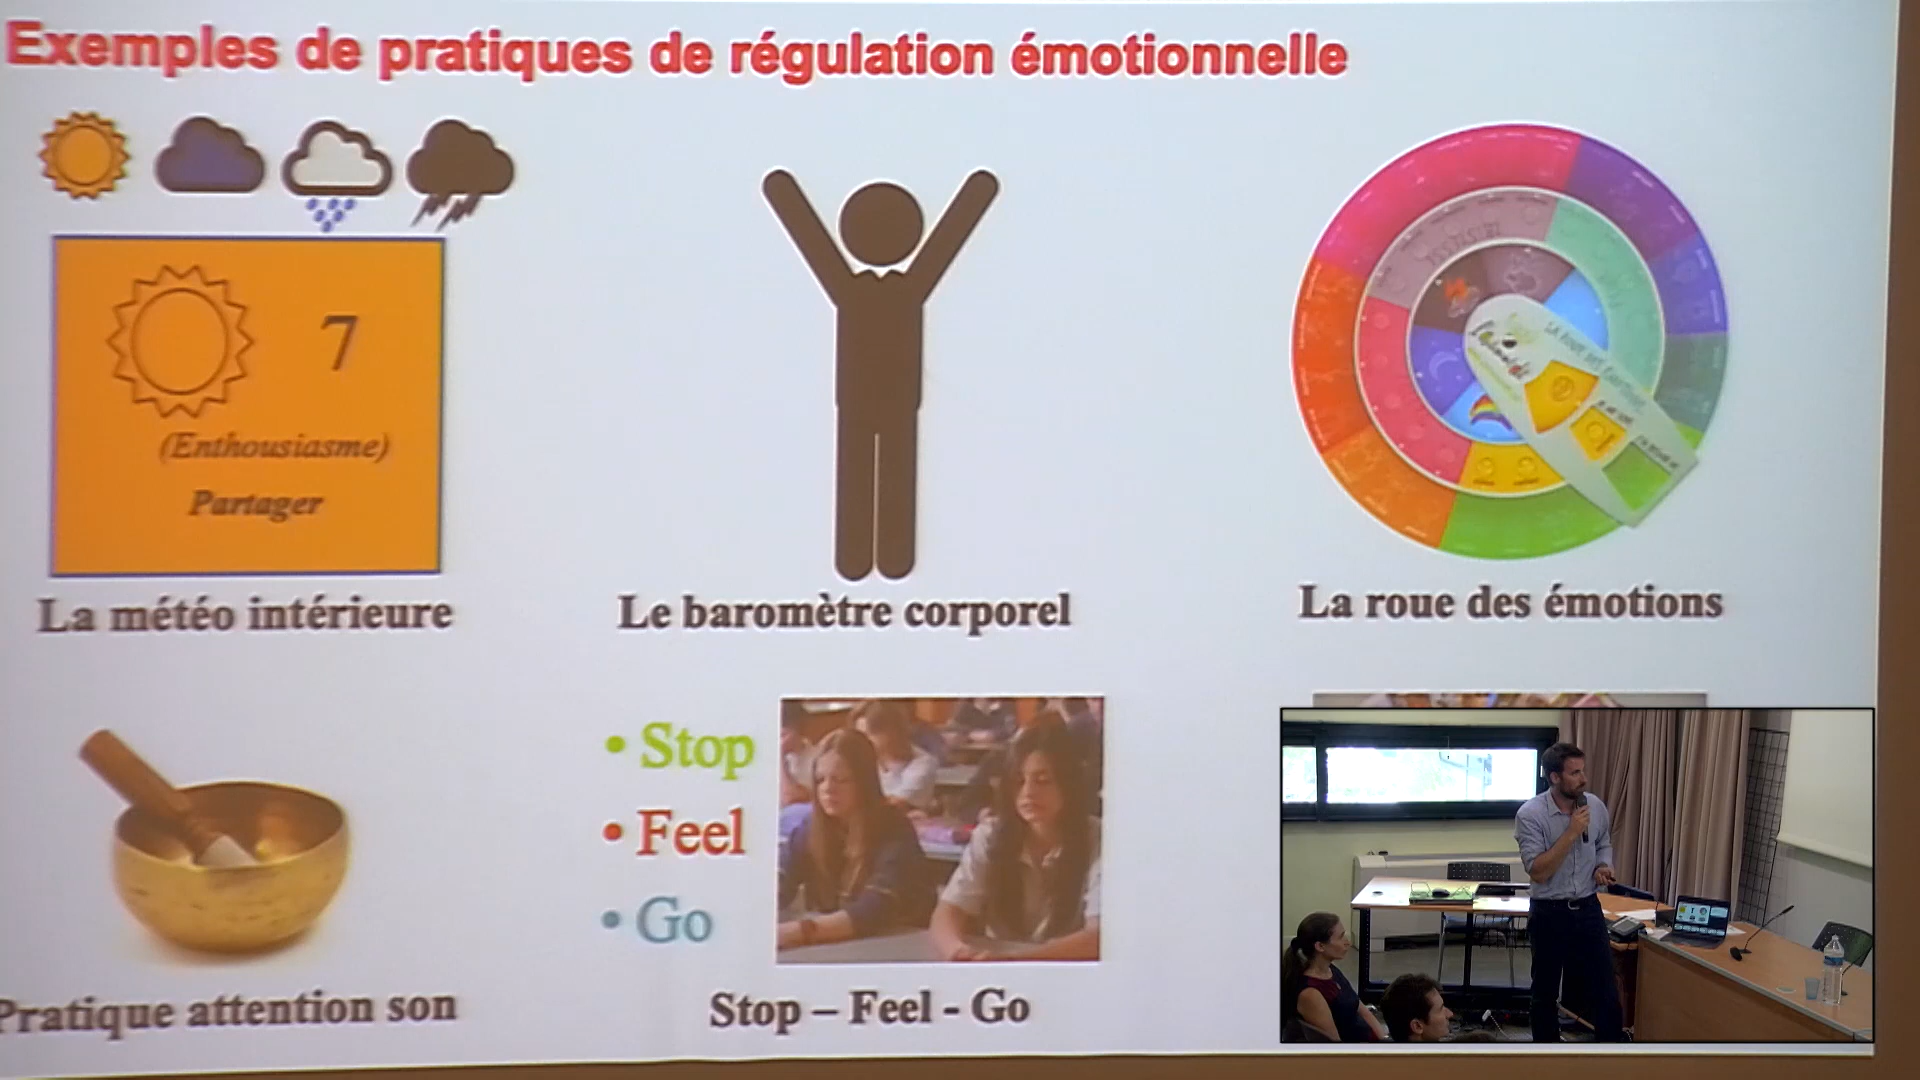 Exemples de pratiques de régulation émotionnelle
7
(Enthousiasme)
Partager
La météo intérieure
Le baromètre corporel
La roue des émotions
• Stop
• Feel
• Go
Pratique attention son
Stop – Feel - Go